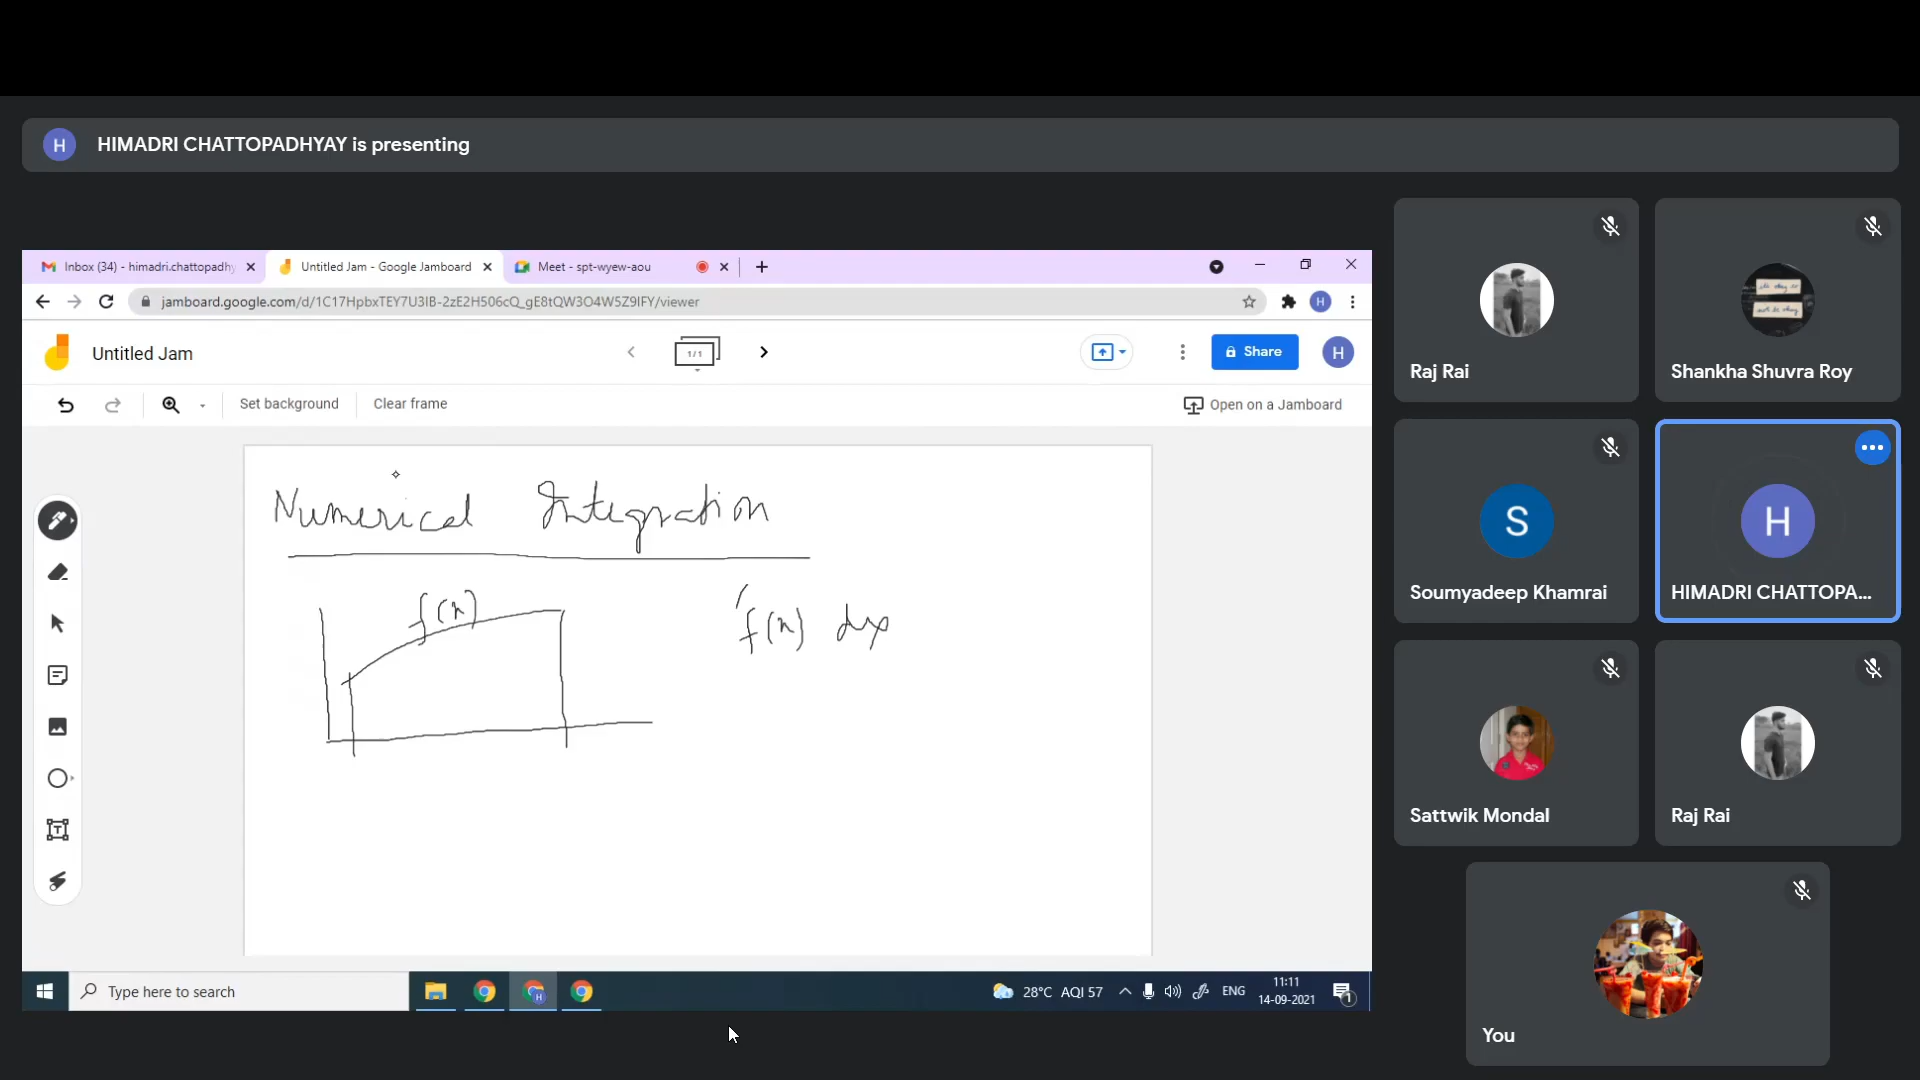 H HIMADRI CHATTOPADHYAY is presenting
Inbox (34) - himadri.chattopadhy
Untitled Jam - Google Jamboard
Meet - spt-wyew-aou
jamboard.google.com/d/1C17HpbxTEY7U3IB-2zE2H506cQ_gE8tQW3O4W5Z9IFY/viewer
H
Untitled Jam
1/1
Share
H
Set background
Clear frame
Open on a Jamboard
Numerical Integration
f(x)
f(x) dx
Type here to search
H
28°C AQI 57
ENG
11:11
14-09-2021
1
Raj Rai
Shankha Shuvra Roy
S
Soumyadeep Khamrai
H
HIMADRI CHATTOPA...
Sattwik Mondal
Raj Rai
You